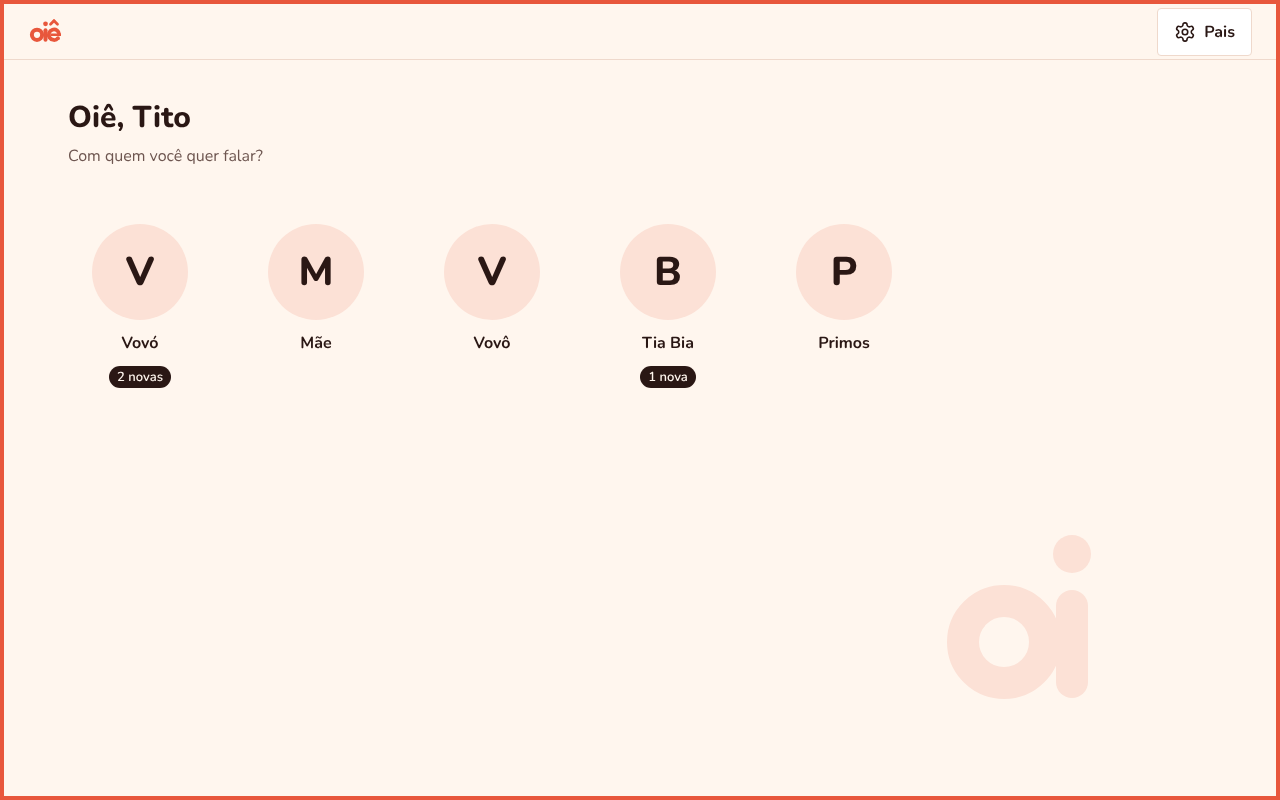 oiê
Pais
Oiê, Tito
Com quem você quer falar?
V
M
V
B
P
Vovó
Mãe
Vovô
Tia Bia
Primos
2 novas
1 nova
oi